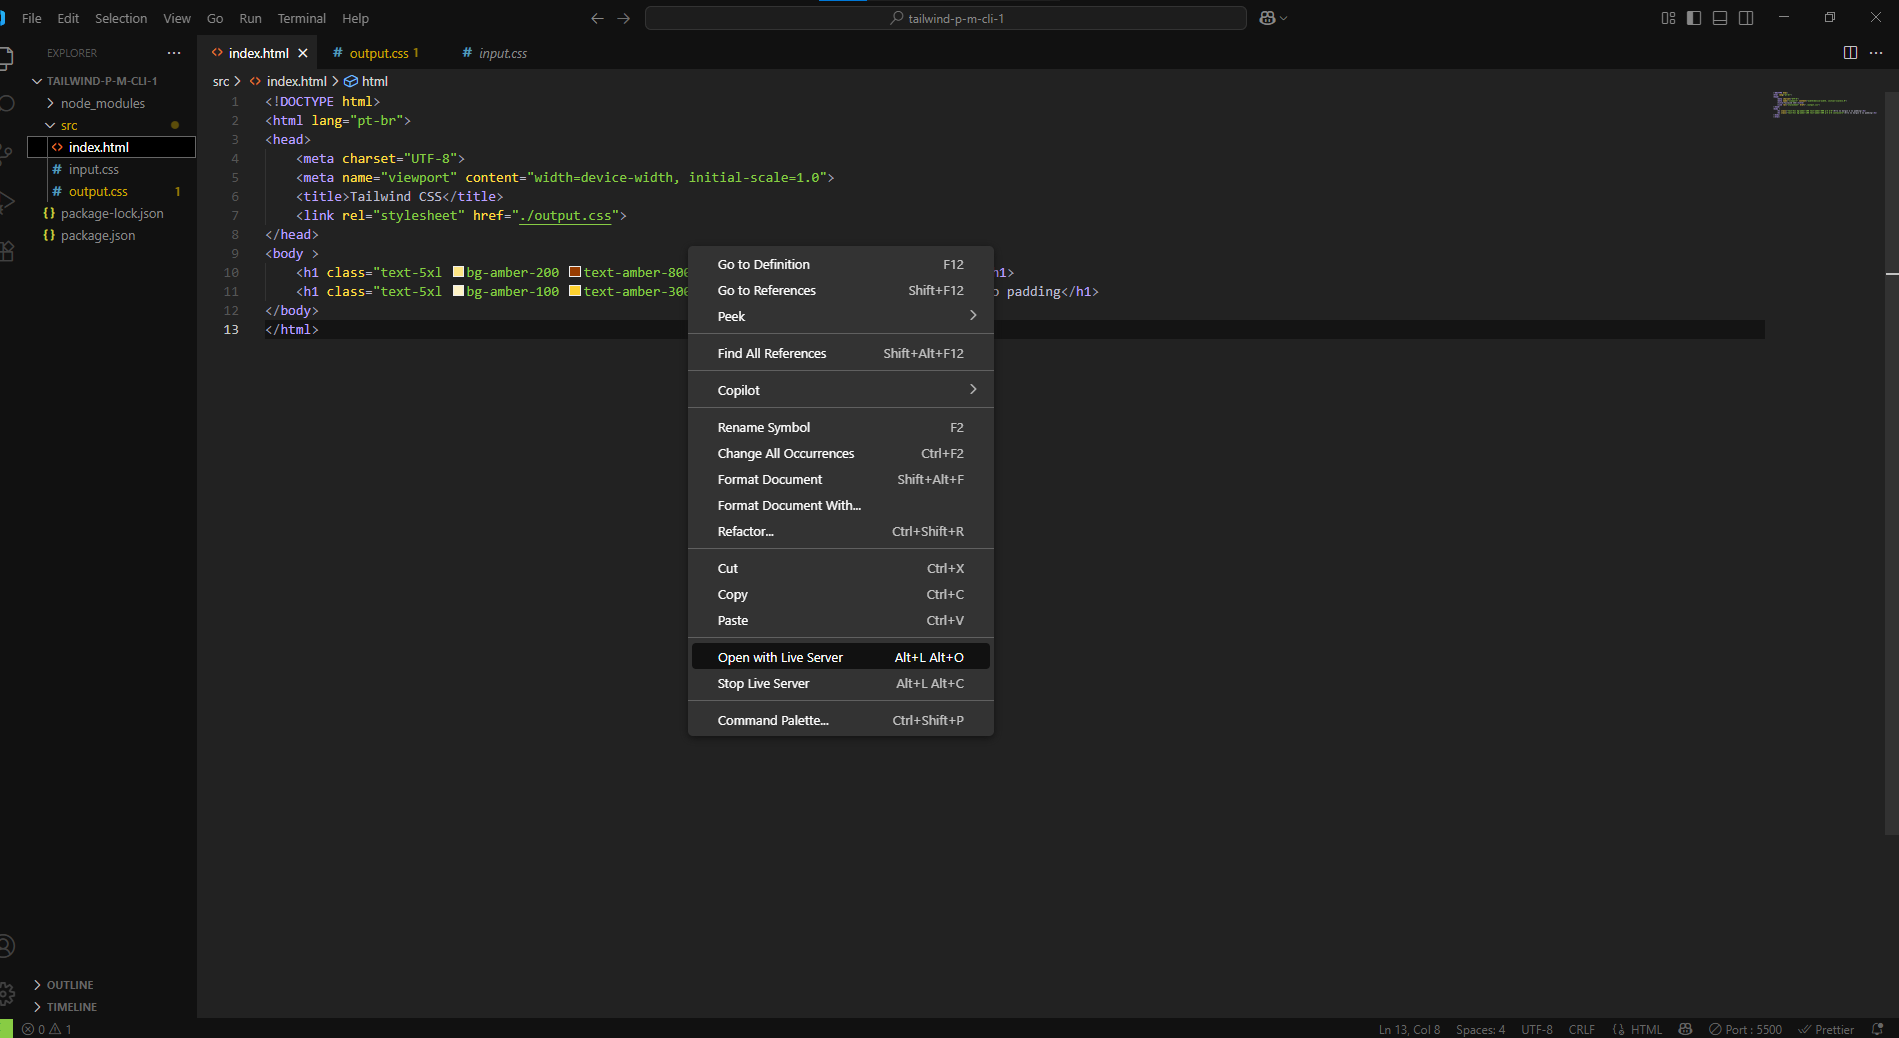 File Edit Selection View Go Run Terminal Help
tailwind-p-m-cli-1
EXPLORER
TAILWIND-P-M-CLI-1
node_modules
src
index.html
input.css
output.css 1
package-lock.json
package.json
OUTLINE
TIMELINE
index.html output.css 1 input.css
src > index.html > html
1 <!DOCTYPE html>
2 <html lang="pt-br">
3 <head>
4 <meta charset="UTF-8">
5 <meta name="viewport" content="width=device-width, initial-scale=1.0">
6 <title>Tailwind CSS</title>
7 <link rel="stylesheet" href="./output.css">
8 </head>
9 <body >
10 <h1 class="text-5xl bg-amber-200 text-amber-800 h1>
11 <h1 class="text-5xl bg-amber-100 text-amber-300 padding</h1>
12 </body>
13 </html>
Go to Definition F12
Go to References Shift+F12
Peek
Find All References Shift+Alt+F12
Copilot
Rename Symbol F2
Change All Occurrences Ctrl+F2
Format Document Shift+Alt+F
Format Document With...
Refactor... Ctrl+Shift+R
Cut Ctrl+X
Copy Ctrl+C
Paste Ctrl+V
Open with Live Server Alt+L Alt+O
Stop Live Server Alt+L Alt+C
Command Palette... Ctrl+Shift+P
0 1 Ln 13, Col 8 Spaces: 4 UTF-8 CRLF {} HTML Port : 5500 Prettier